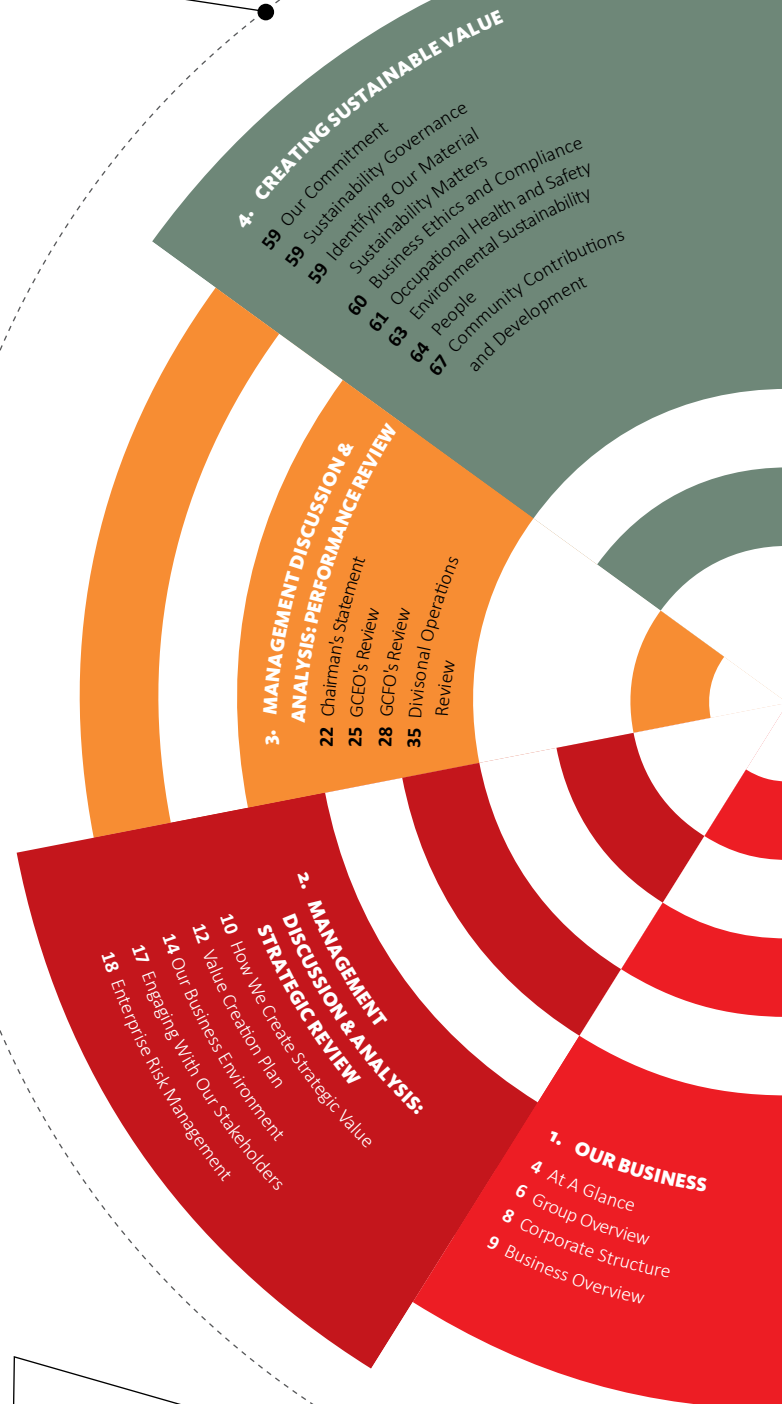 4. CREATING SUSTAINABLE VALUE
59 Our Commitment
59 Sustainability Governance
59 Identifying Our Material
Sustainability Matters
60 Business Ethics and Compliance
61 Occupational Health and Safety
63 Environmental Sustainability
64 People
67 Community Contributions
and Development
3. MANAGEMENT DISCUSSION &
ANALYSIS: PERFORMANCE REVIEW
22 Chairman's Statement
25 GCEO's Review
28 GCFO's Review
35 Divisonal Operations
Review
2. MANAGEMENT
DISCUSSION & ANALYSIS:
STRATEGIC REVIEW
10 How We Create Strategic Value
12 Value Creation Plan
14 Our Business Environment
17 Engaging With Our Stakeholders
18 Enterprise Risk Management
1. OUR BUSINESS
4 At A Glance
6 Group Overview
8 Corporate Structure
9 Business Overview